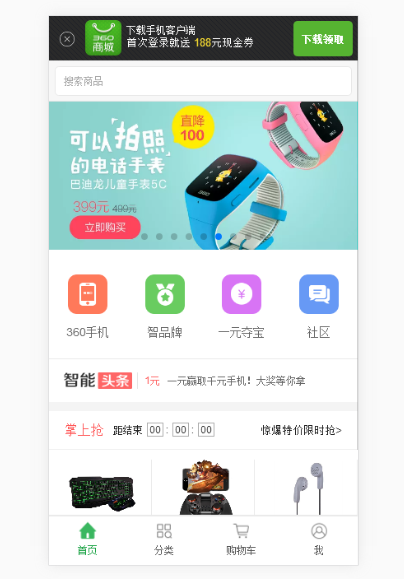 360
商城
下载手机客户端
首次登录就送 188元现金券
下载领取
搜索商品
直降
100
可以拍照
的电话手表
巴迪龙儿童手表5C
399元 499元
立即购买
360手机
智品牌
一元夺宝
社区
智能 头条 1元 一元赢取千元手机！大奖等你拿
掌上抢 距结束 00 : 00 : 00 惊爆特价限时抢>
首页
分类
购物车
我